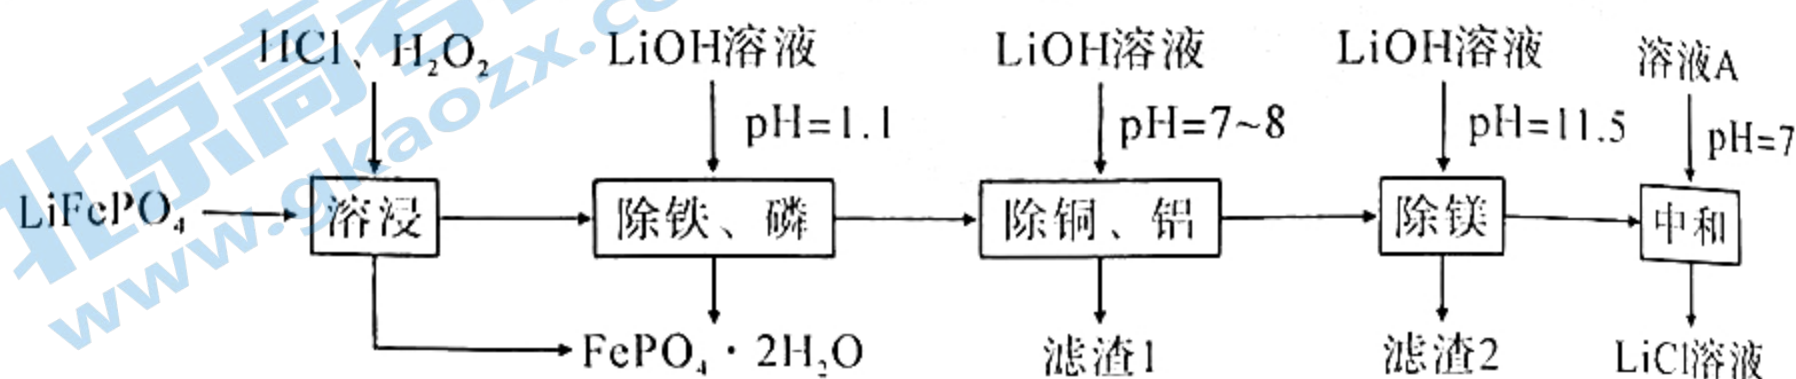 HCl、H₂O₂
LiOH溶液
LiOH溶液
LiOH溶液
溶液A
pH=1.1
pH=7~8
pH=11.5
pH=7
LiFePO₄
溶浸
除铁、磷
除铜、铝
除镁
中和
FePO₄·2H₂O
滤渣1
滤渣2
LiCl溶液
北京高考
www.gkaozx.c